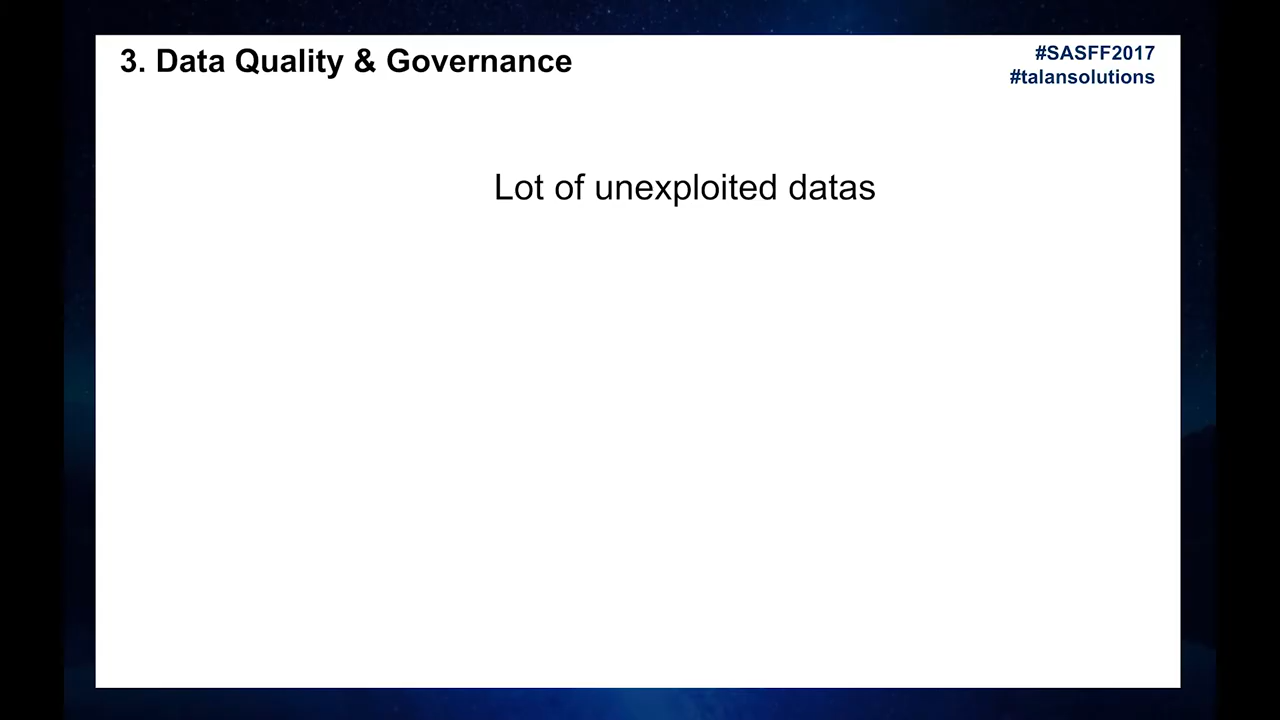 3. Data Quality & Governance
#SASFF2017
#talansolutions
Lot of unexploited datas